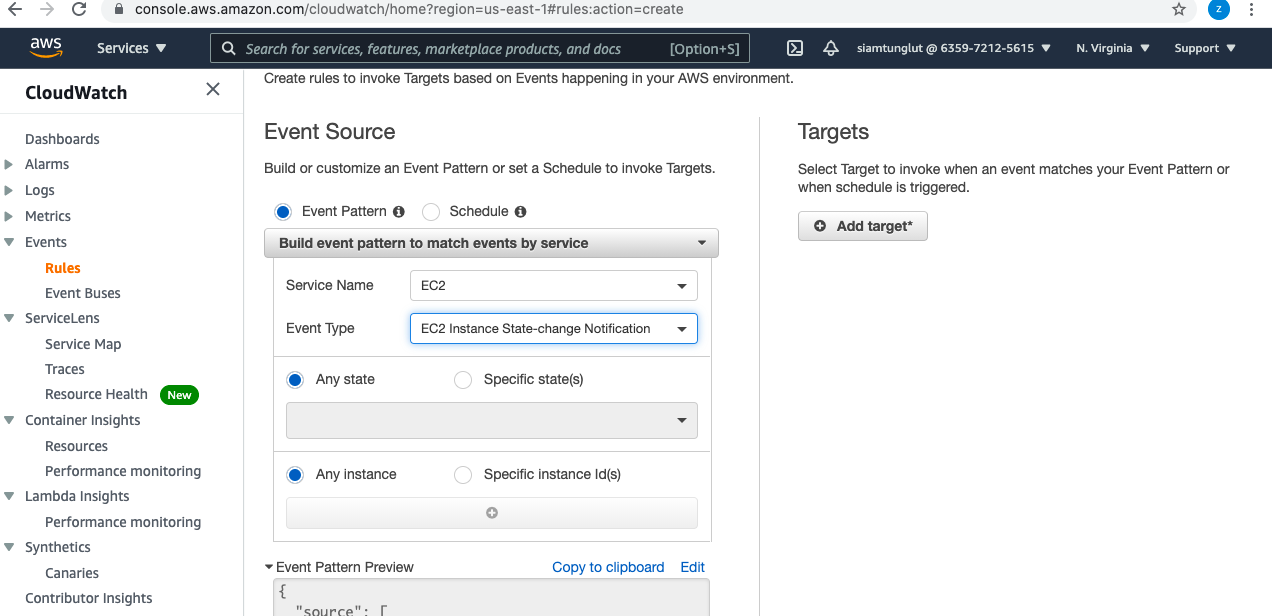 console.aws.amazon.com/cloudwatch/home?region=us-east-1#rules:action=create
z
aws
Services
Search for services, features, marketplace products, and docs
[Option+S]
siamtunglut @ 6359-7212-5615
N. Virginia
Support
CloudWatch
Dashboards
Alarms
Logs
Metrics
Events
Rules
Event Buses
ServiceLens
Service Map
Traces
Resource Health New
Container Insights
Resources
Performance monitoring
Lambda Insights
Performance monitoring
Synthetics
Canaries
Contributor Insights
Create rules to invoke Targets based on Events happening in your AWS environment.
Event Source
Build or customize an Event Pattern or set a Schedule to invoke Targets.
Event Pattern
Schedule
Build event pattern to match events by service
Service Name
EC2
Event Type
EC2 Instance State-change Notification
Any state
Specific state(s)
Any instance
Specific instance Id(s)
Event Pattern Preview
Copy to clipboard
Edit
{
"source": [
Targets
Select Target to invoke when an event matches your Event Pattern or
when schedule is triggered.
Add target*